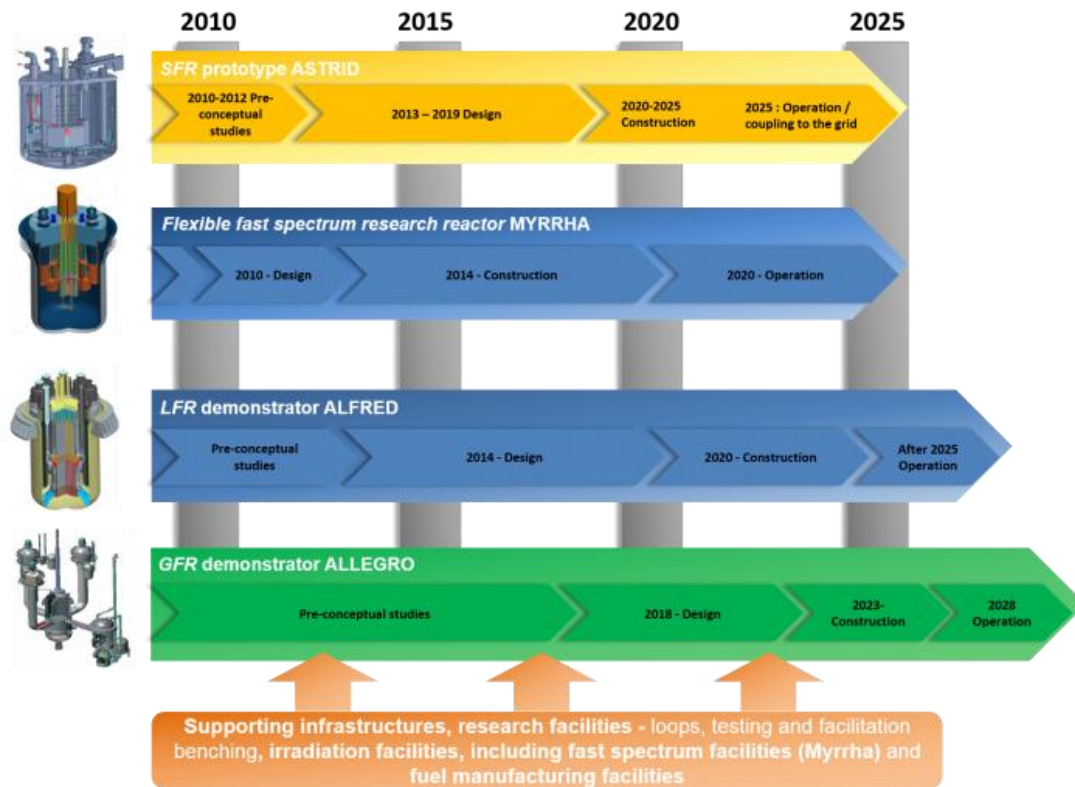 2010 2015 2020 2025
SFR prototype ASTRID
2010-2012 Pre-
conceptual
studies
2013 – 2019 Design
2020-2025
Construction
2025 : Operation /
coupling to the grid
Flexible fast spectrum research reactor MYRRHA
2010 - Design
2014 - Construction
2020 - Operation
LFR demonstrator ALFRED
Pre-conceptual
studies
2014 - Design
2020 - Construction
After 2025
Operation
GFR demonstrator ALLEGRO
Pre-conceptual studies
2018 - Design
2023-
Construction
2028
Operation
Supporting infrastructures, research facilities - loops, testing and facilitation
benching, irradiation facilities, including fast spectrum facilities (Myrrha) and
fuel manufacturing facilities